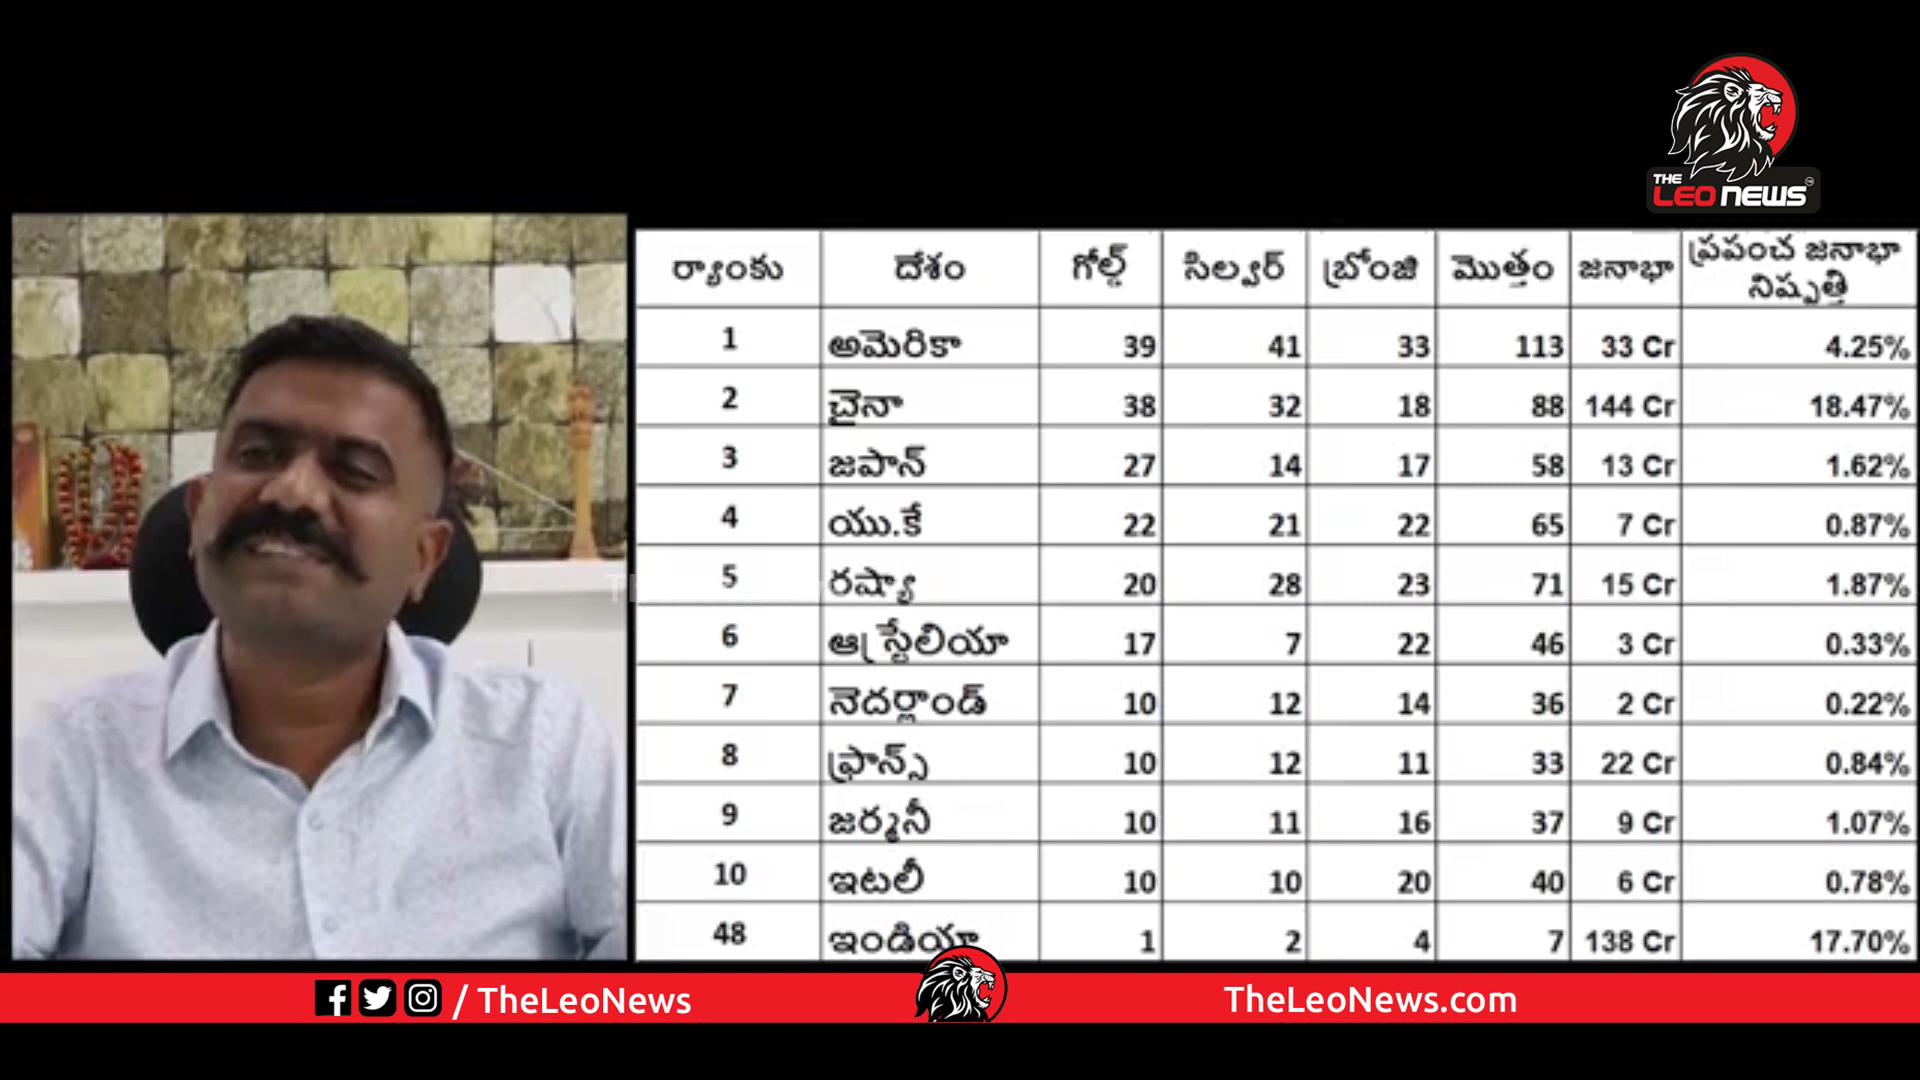 THE
LEO NEWS
ర్యాంకు దేశం గోల్డ్ సిల్వర్ బ్రోంజి మొత్తం జనాభా ప్రపంచ జనాభా
నిష్పత్తి
1 అమెరికా 39 41 33 113 33 Cr 4.25%
2 చైనా 38 32 18 88 144 Cr 18.47%
3 జపాన్ 27 14 17 58 13 Cr 1.62%
4 యు.కే 22 21 22 65 7 Cr 0.87%
5 రష్యా 20 28 23 71 15 Cr 1.87%
6 ఆస్ట్రేలియా 17 7 22 46 3 Cr 0.33%
7 నెదర్లాండ్ 10 12 14 36 2 Cr 0.22%
8 ఫ్రాన్స్ 10 12 11 33 22 Cr 0.84%
9 జర్మనీ 10 11 16 37 9 Cr 1.07%
10 ఇటలీ 10 10 20 40 6 Cr 0.78%
48 ఇండియా 1 2 4 7 138 Cr 17.70%
/ TheLeoNews
TheLeoNews.com